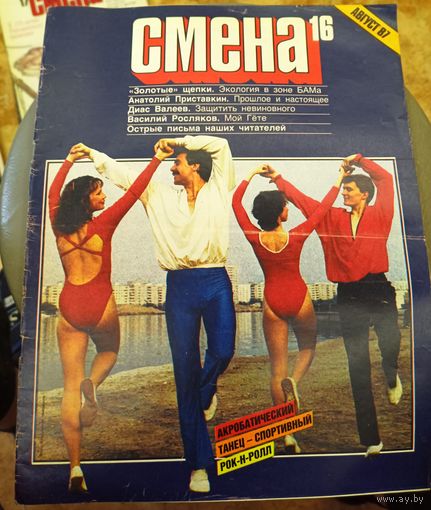 смена 16
АВГУСТ 87
«Золотые» щепки. Экология в зоне БАМа
Анатолий Приставкин. Прошлое и настоящее
Диас Валеев. Защитить невиновного
Василий Росляков. Мой Гёте
Острые письма наших читателей
АКРОБАТИЧЕСКИЙ
ТАНЕЦ – СПОРТИВНЫЙ
РОК-Н-РОЛЛ
ay.by